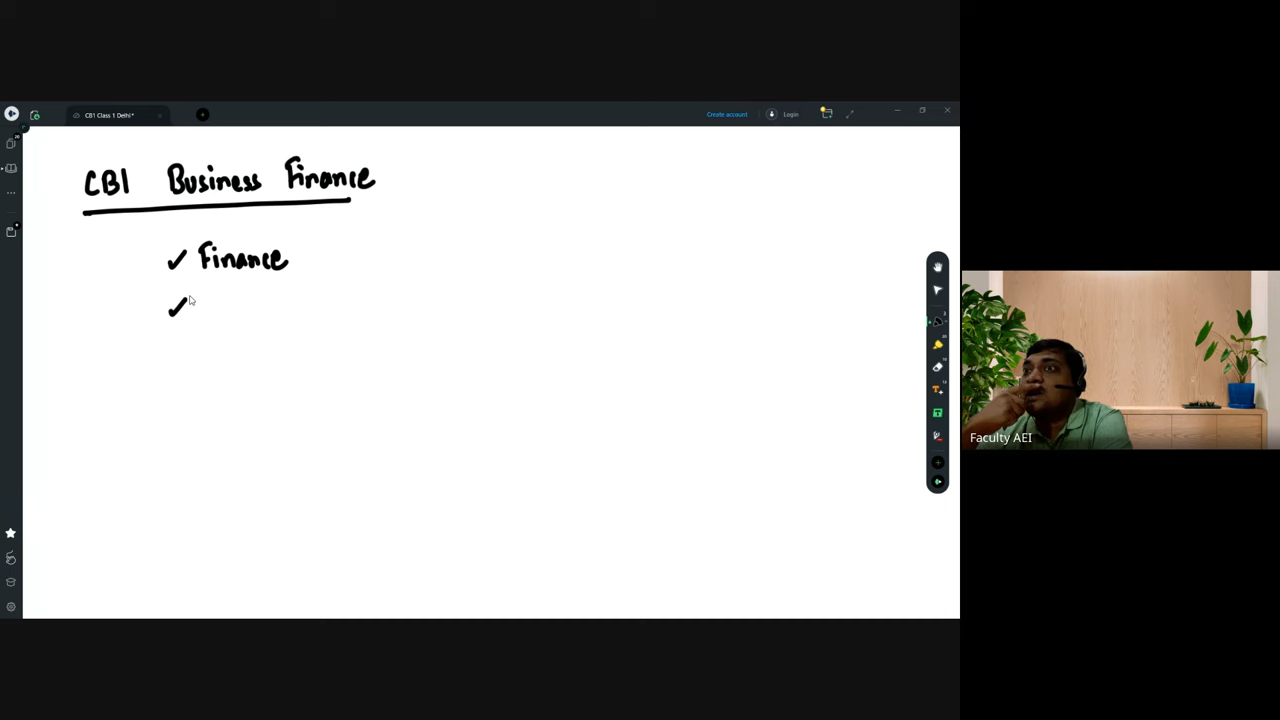 CB1 Class 1 Delhi*
Create account
Login
CB1 Business Finance
✓ Finance
✓
Faculty AEI